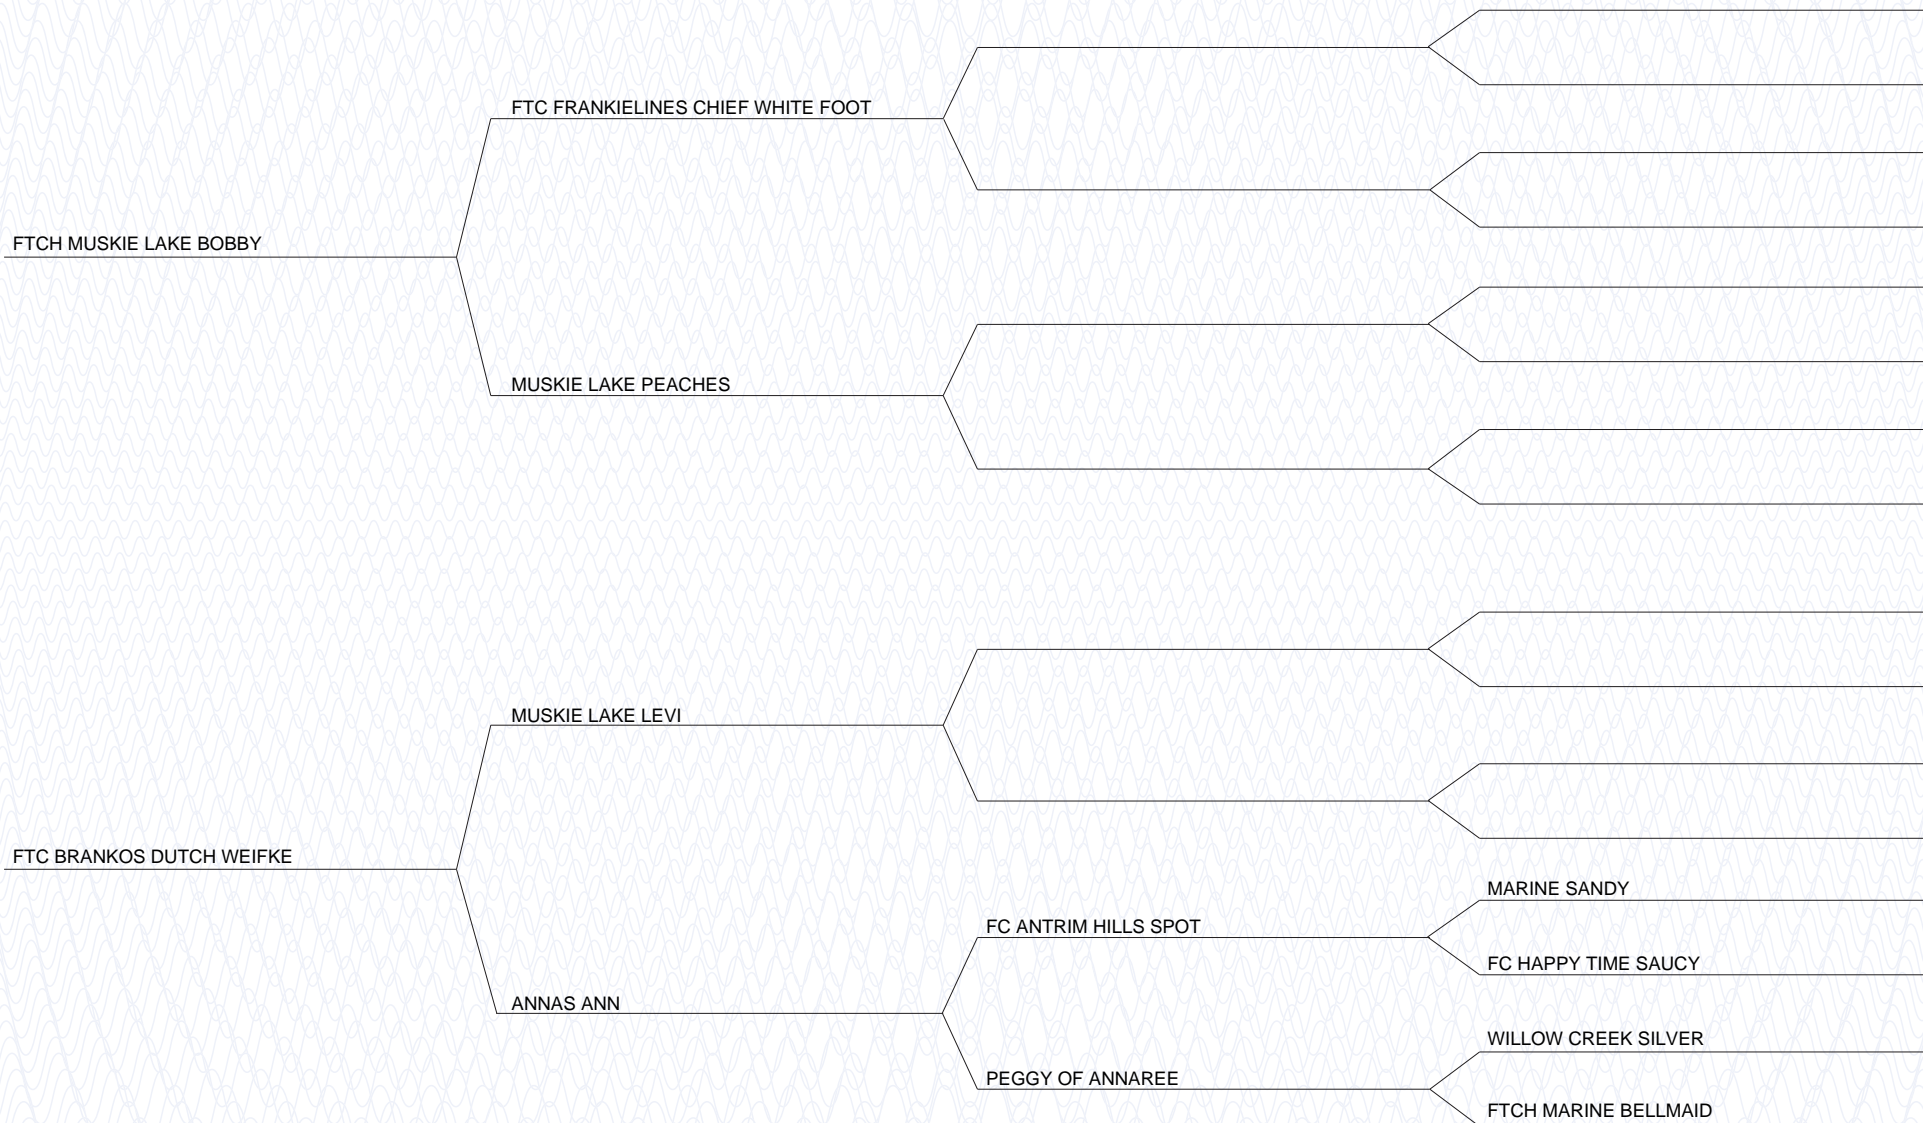 FTC FRANKIELINES CHIEF WHITE FOOT
FTCH MUSKIE LAKE BOBBY
MUSKIE LAKE PEACHES
MUSKIE LAKE LEVI
FTC BRANKOS DUTCH WEIFKE
MARINE SANDY
FC ANTRIM HILLS SPOT
FC HAPPY TIME SAUCY
ANNAS ANN
WILLOW CREEK SILVER
PEGGY OF ANNAREE
FTCH MARINE BELLMAID